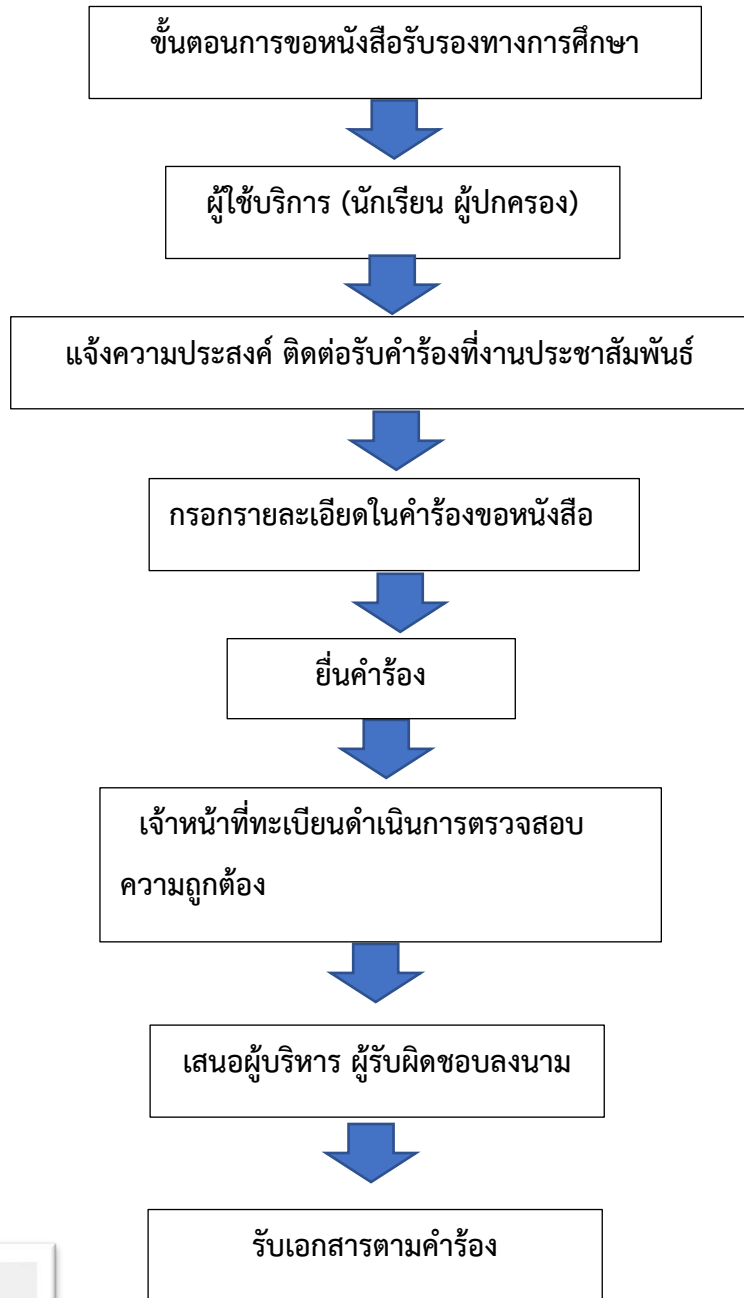 ขั้นตอนการขอหนังสือรับรองทางการศึกษา
ผู้ใช้บริการ (นักเรียน ผู้ปกครอง)
แจ้งความประสงค์ ติดต่อรับคำร้องที่งานประชาสัมพันธ์
กรอกรายละเอียดในคำร้องขอหนังสือ
ยื่นคำร้อง
เจ้าหน้าที่ทะเบียนดำเนินการตรวจสอบ
ความถูกต้อง
เสนอผู้บริหาร ผู้รับผิดชอบลงนาม
รับเอกสารตามคำร้อง